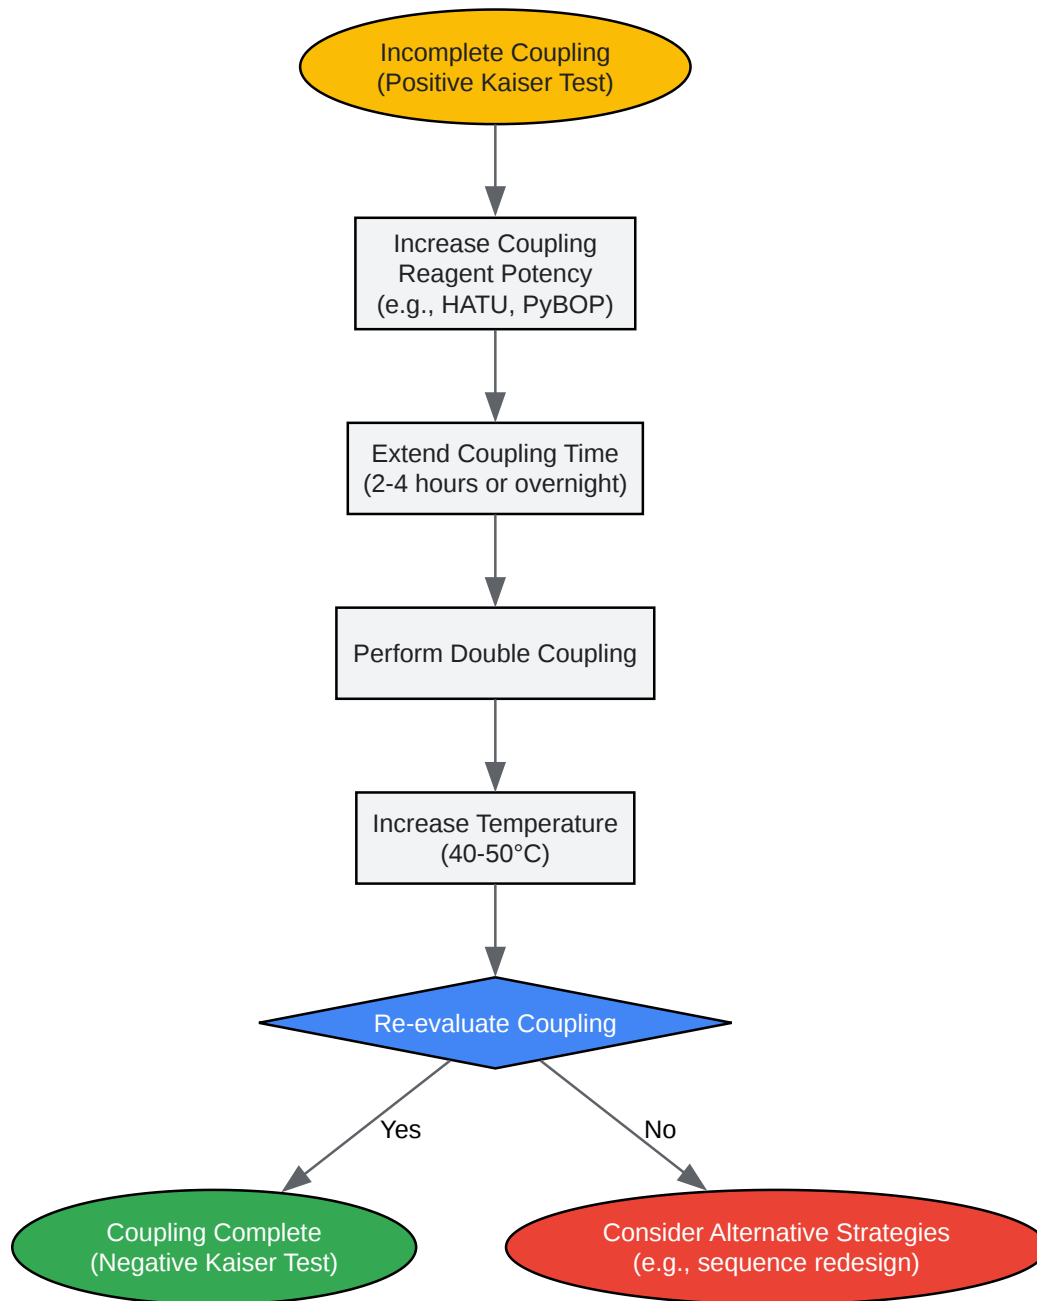 Incomplete Coupling
(Positive Kaiser Test)
Increase Coupling
Reagent Potency
(e.g., HATU, PyBOP)
Extend Coupling Time
(2-4 hours or overnight)
Perform Double Coupling
Increase Temperature
(40-50°C)
Re-evaluate Coupling
Yes
No
Coupling Complete
(Negative Kaiser Test)
Consider Alternative Strategies
(e.g., sequence redesign)